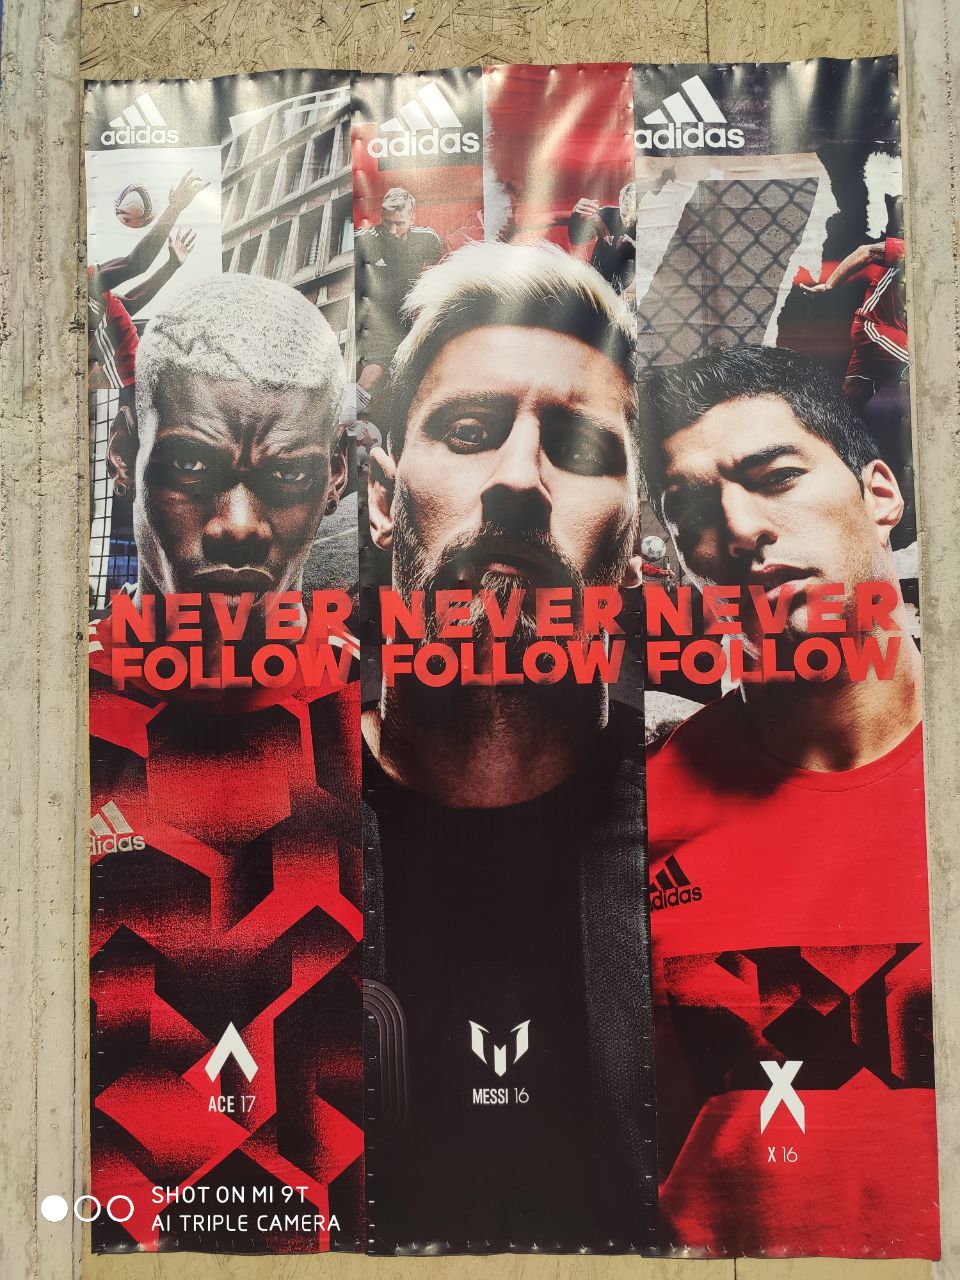 adidas
NEVER
FOLLOW
adidas
ACE 17
adidas
NEVER
FOLLOW
MESSI 16
adidas
NEVER
FOLLOW
adidas
X 16
SHOT ON MI 9T
AI TRIPLE CAMERA